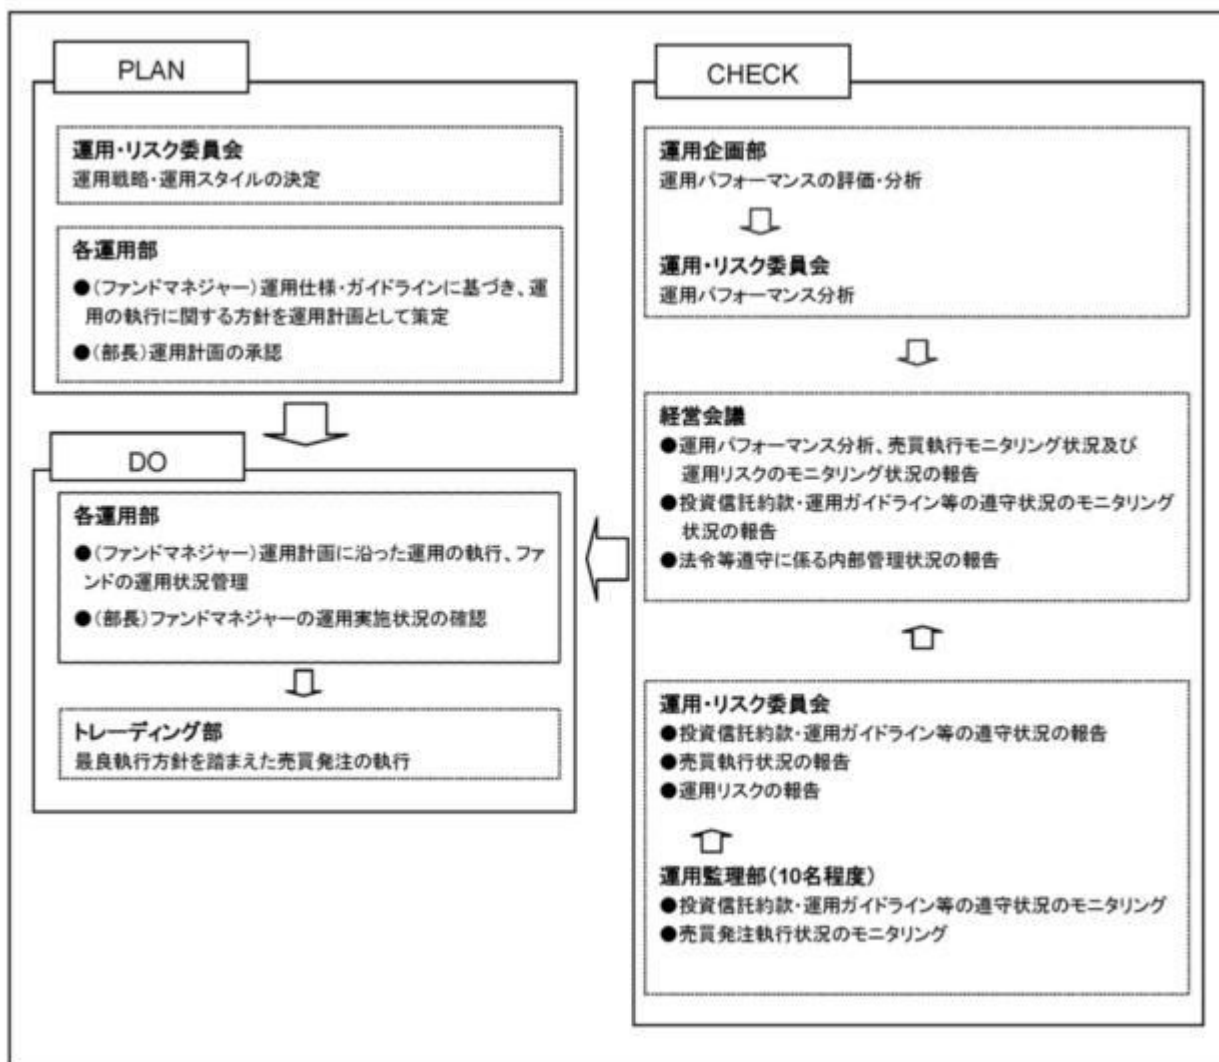 PLAN
運用・リスク委員会
運用戦略・運用スタイルの決定
各運用部
●(ファンドマネジャー)運用仕様・ガイドラインに基づき、運
用の執行に関する方針を運用計画として策定
●(部長)運用計画の承認
DO
各運用部
●(ファンドマネジャー)運用計画に沿った運用の執行、ファ
ンドの運用状況管理
●(部長)ファンドマネジャーの運用実施状況の確認
トレーディング部
最良執行方針を踏まえた売買発注の執行
CHECK
運用企画部
運用パフォーマンスの評価・分析
運用・リスク委員会
運用パフォーマンス分析
経営会議
●運用パフォーマンス分析、売買執行モニタリング状況及び
運用リスクのモニタリング状況の報告
●投資信託約款・運用ガイドライン等の遵守状況のモニタリング
状況の報告
●法令等遵守に係る内部管理状況の報告
運用・リスク委員会
●投資信託約款・運用ガイドライン等の遵守状況の報告
●売買執行状況の報告
●運用リスクの報告
運用監理部(10名程度)
●投資信託約款・運用ガイドライン等の遵守状況のモニタリング
●売買発注執行状況のモニタリング